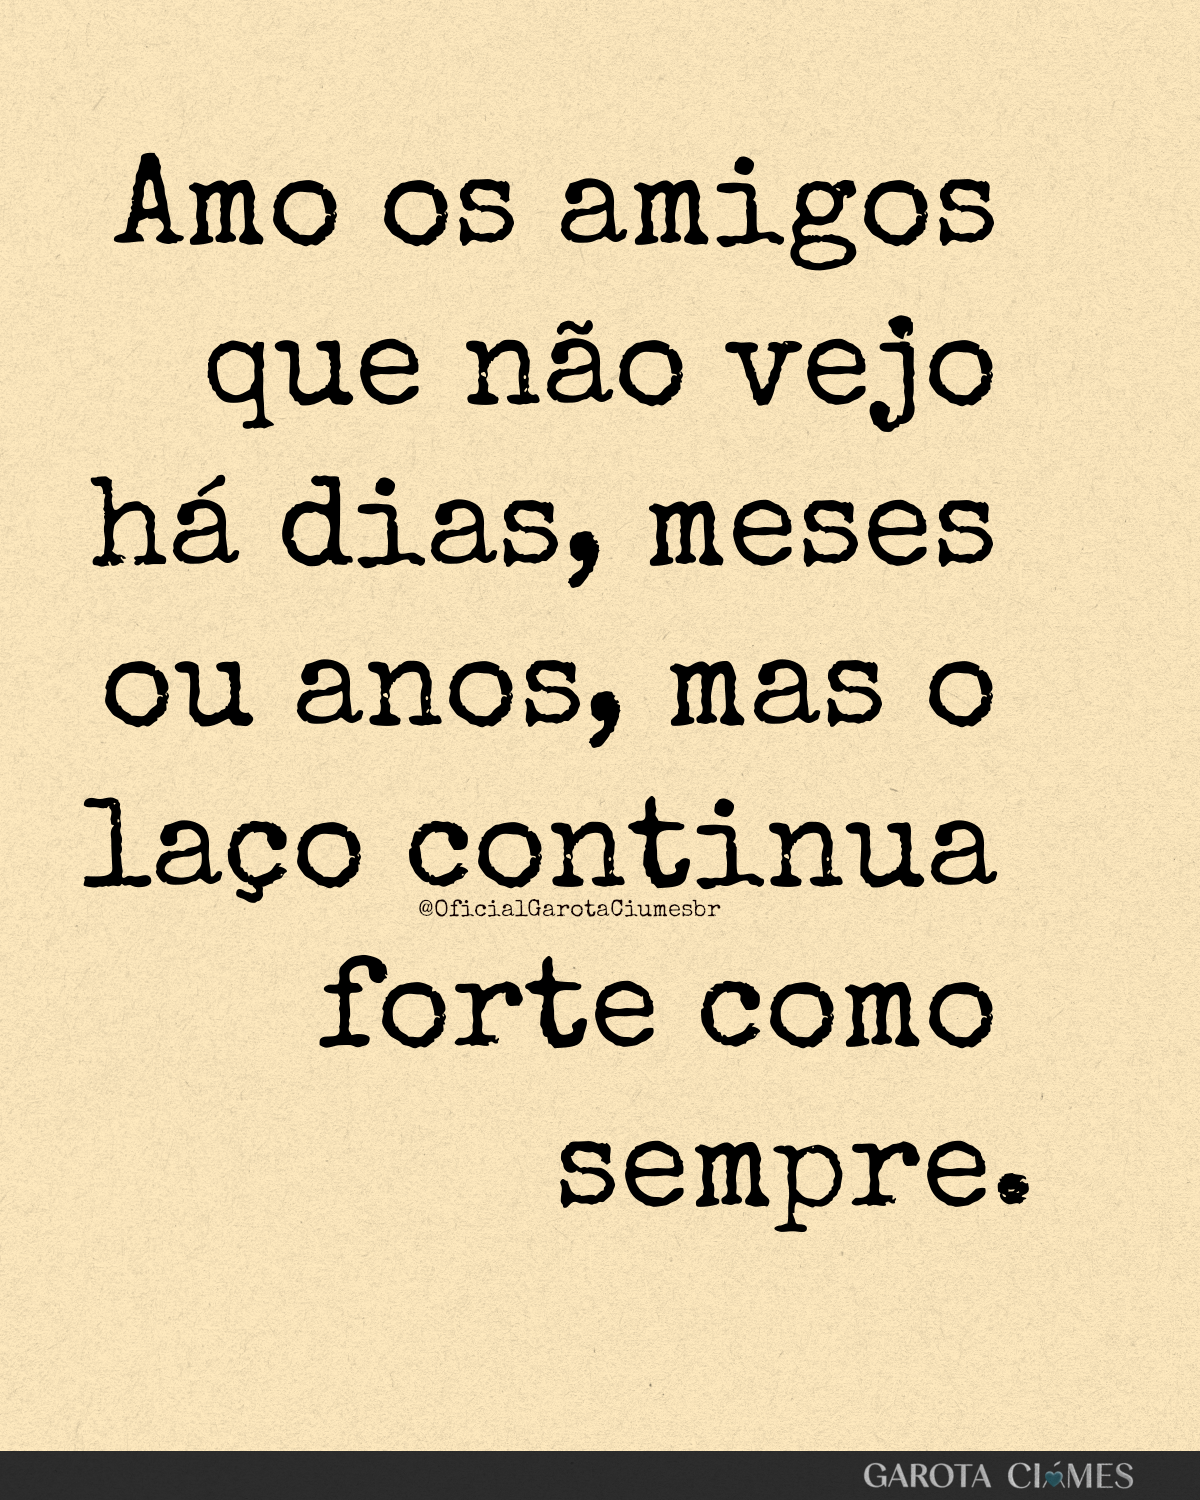 Amo os amigos
que não vejo
há dias, meses
ou anos, mas o
laço continua
@OficialGarotaCiumesbr
forte como
sempre.
GAROTA CIÚMES